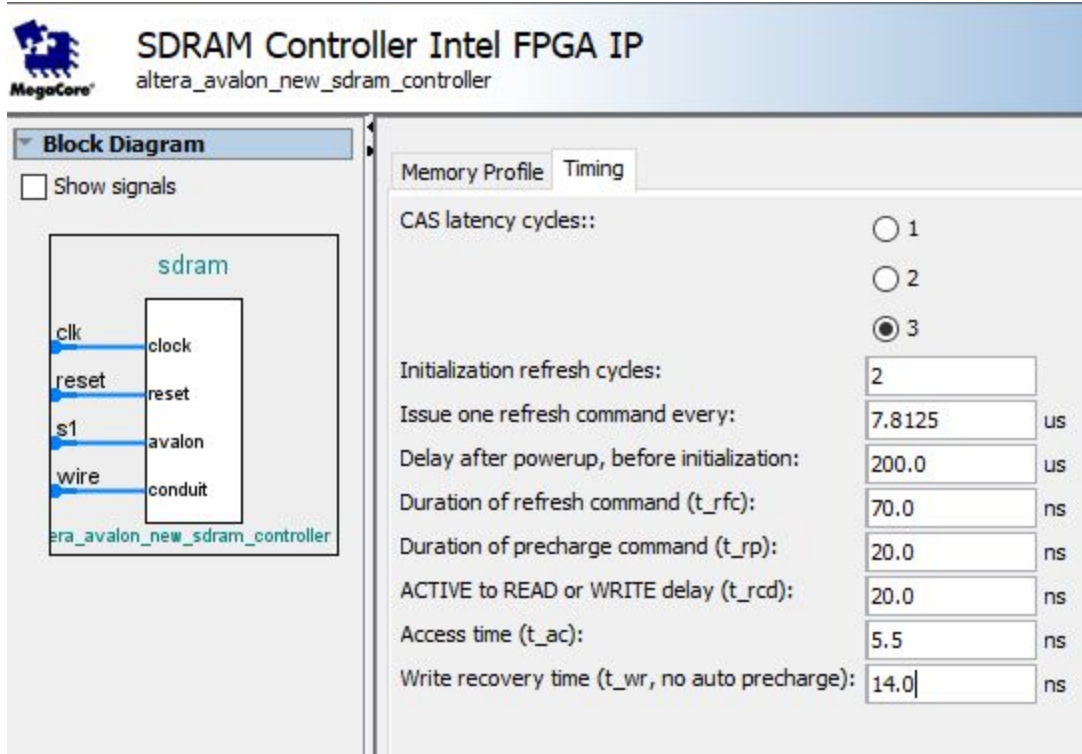 SDRAM Controller Intel FPGA IP
altera_avalon_new_sdram_controller
MegaCore®
Block Diagram
Show signals
sdram
clk
clock
reset
reset
s1
avalon
wire
conduit
era_avalon_new_sdram_controller
Memory Profile Timing
CAS latency cycles::
1
2
3
Initialization refresh cycles: 2
Issue one refresh command every: 7.8125 us
Delay after powerup, before initialization: 200.0 us
Duration of refresh command (t_rfc): 70.0 ns
Duration of precharge command (t_rp): 20.0 ns
ACTIVE to READ or WRITE delay (t_rcd): 20.0 ns
Access time (t_ac): 5.5 ns
Write recovery time (t_wr, no auto precharge): 14.0 ns